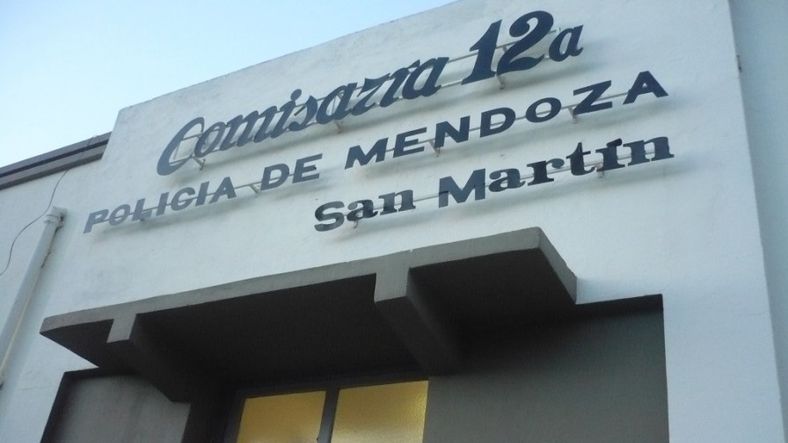 Comisaría 12a
POLICIA DE MENDOZA
San Martín